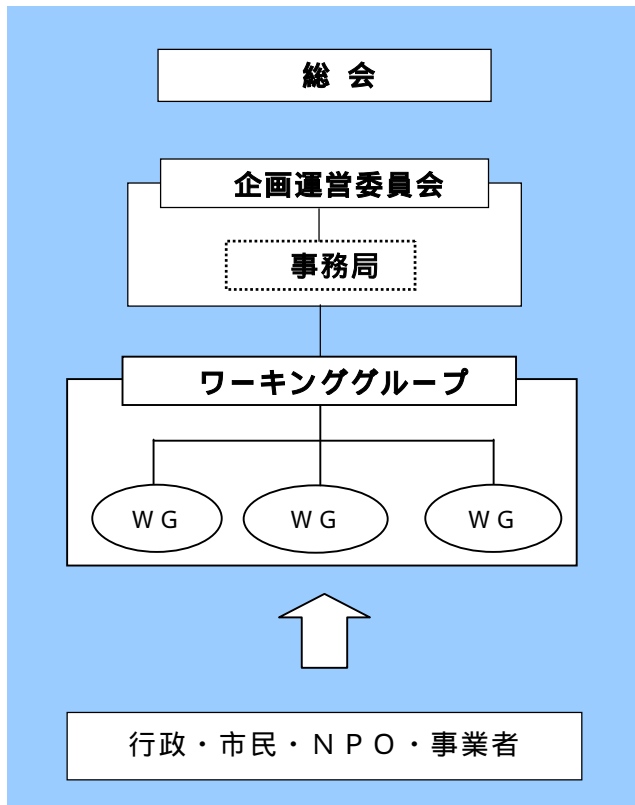 総 会
企画運営委員会
事務局
ワーキンググループ
ＷＧ
ＷＧ
ＷＧ
行政・市民・ＮＰＯ・事業者